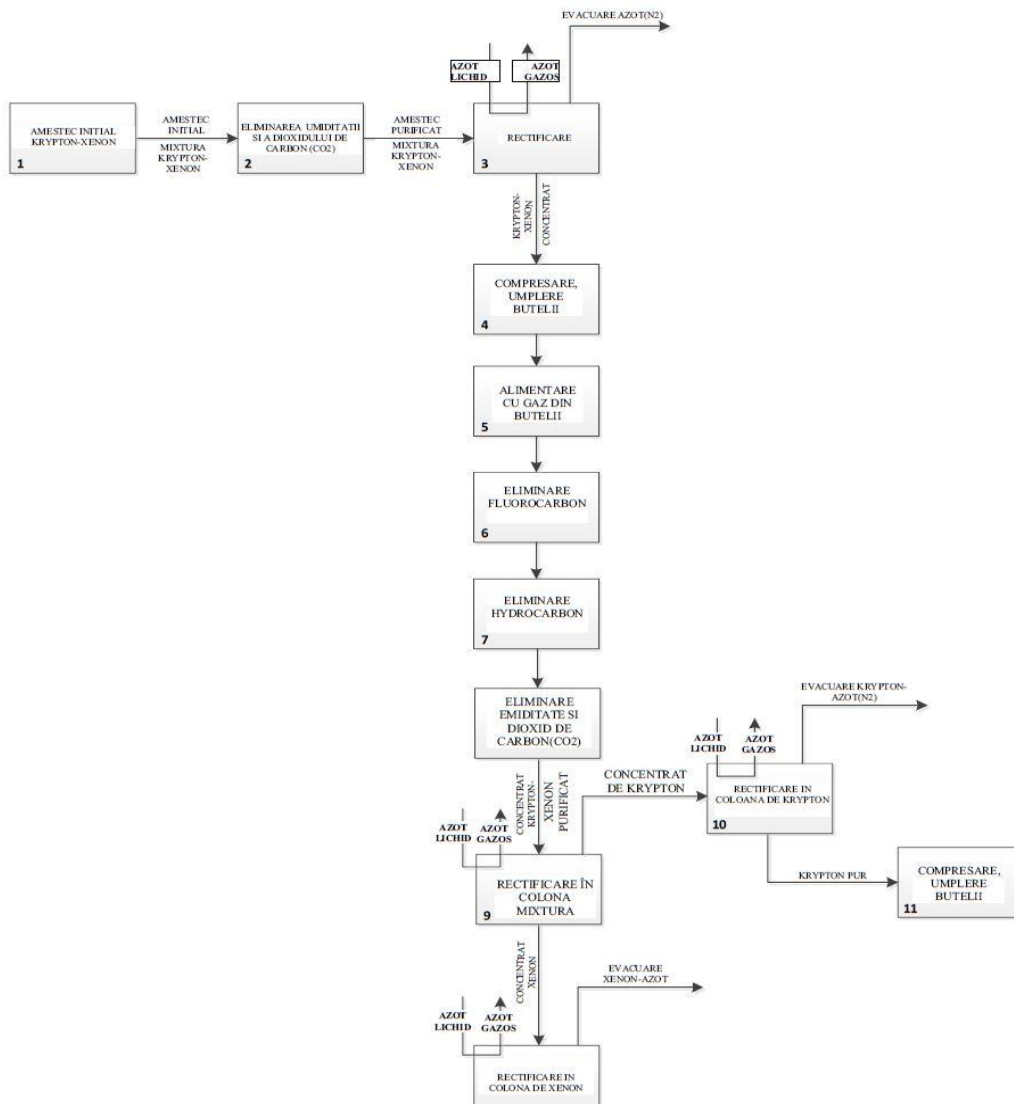 EVACUARE AZOT(N2)
AZOT
LICHID
AZOT
GAZOS
AMESTEC INITIAL
KRYPTON-XENON
1
AMESTEC
INITIAL
MIXTURA
KRYPTON-
XENON
ELIMINAREA UMIDITATII
SI A DIOXIDULUI DE
CARBON (CO2)
2
AMESTEC
PURIFICAT
MIXTURA
KRYPTON-
XENON
RECTIFICARE
3
KRYPTON-
XENON
CONCENTRAT
COMPRESARE,
UMPLERE
BUTELII
4
ALIMENTARE
CU GAZ DIN
BUTELII
5
ELIMINARE
FLUOROCARBON
6
ELIMINARE
HYDROCARBON
7
ELIMINARE
EMIDITATE SI
DIOXID DE
CARBON(CO2)
CONCENTRAT
KRYPTON-
XENON
PURIFICAT
CONCENTRAT
DE KRYPTON
EVACUARE KRYPTON-
AZOT(N2)
AZOT
LICHID
AZOT
GAZOS
RECTIFICARE IN
COLOANA DE KRYPTON
10
KRYPTON PUR
COMPRESARE,
UMPLERE
BUTELII
11
AZOT
LICHID
AZOT
GAZOS
RECTIFICARE ÎN
COLONA
MIXTURA
9
CONCENTRAT
XENON
EVACUARE
XENON-AZOT
AZOT
LICHID
AZOT
GAZOS
RECTIFICARE IN
COLONA DE XENON